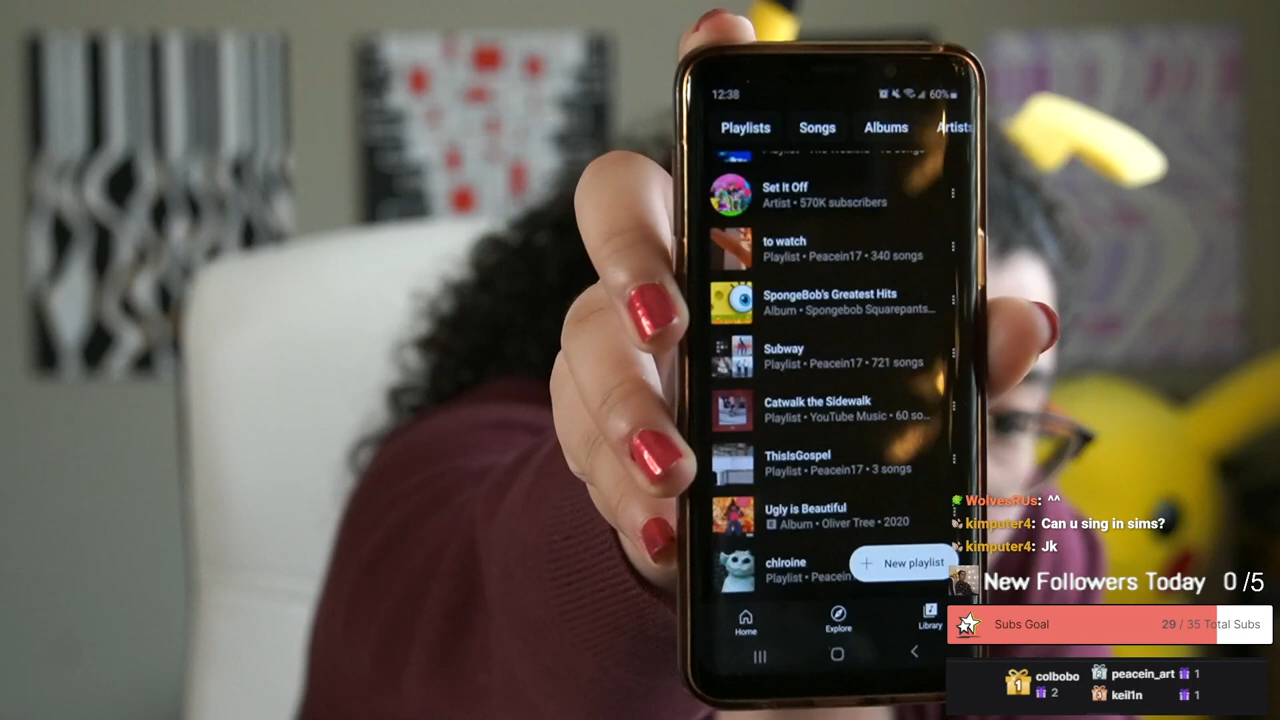 12:38
60%
Playlists Songs Albums Artists
Set It Off
Artist • 570K subscribers
to watch
Playlist • Peacein17 • 340 songs
SpongeBob's Greatest Hits
Album • Spongebob Squarepants...
Subway
Playlist • Peacein17 • 721 songs
Catwalk the Sidewalk
Playlist • YouTube Music • 60 so...
ThisIsGospel
Playlist • Peacein17 • 3 songs
Ugly is Beautiful
E Album • Oliver Tree • 2020
chlroine
Playlist • Peacein
+ New playlist
Home Explore Library
WolvesRUs: ^^
kimputer4: Can u sing in sims?
kimputer4: Jk
New Followers Today 0 /5
Subs Goal 29 / 35 Total Subs
1 colbobo 2
2 peacein_art 1
3 keil1n 1